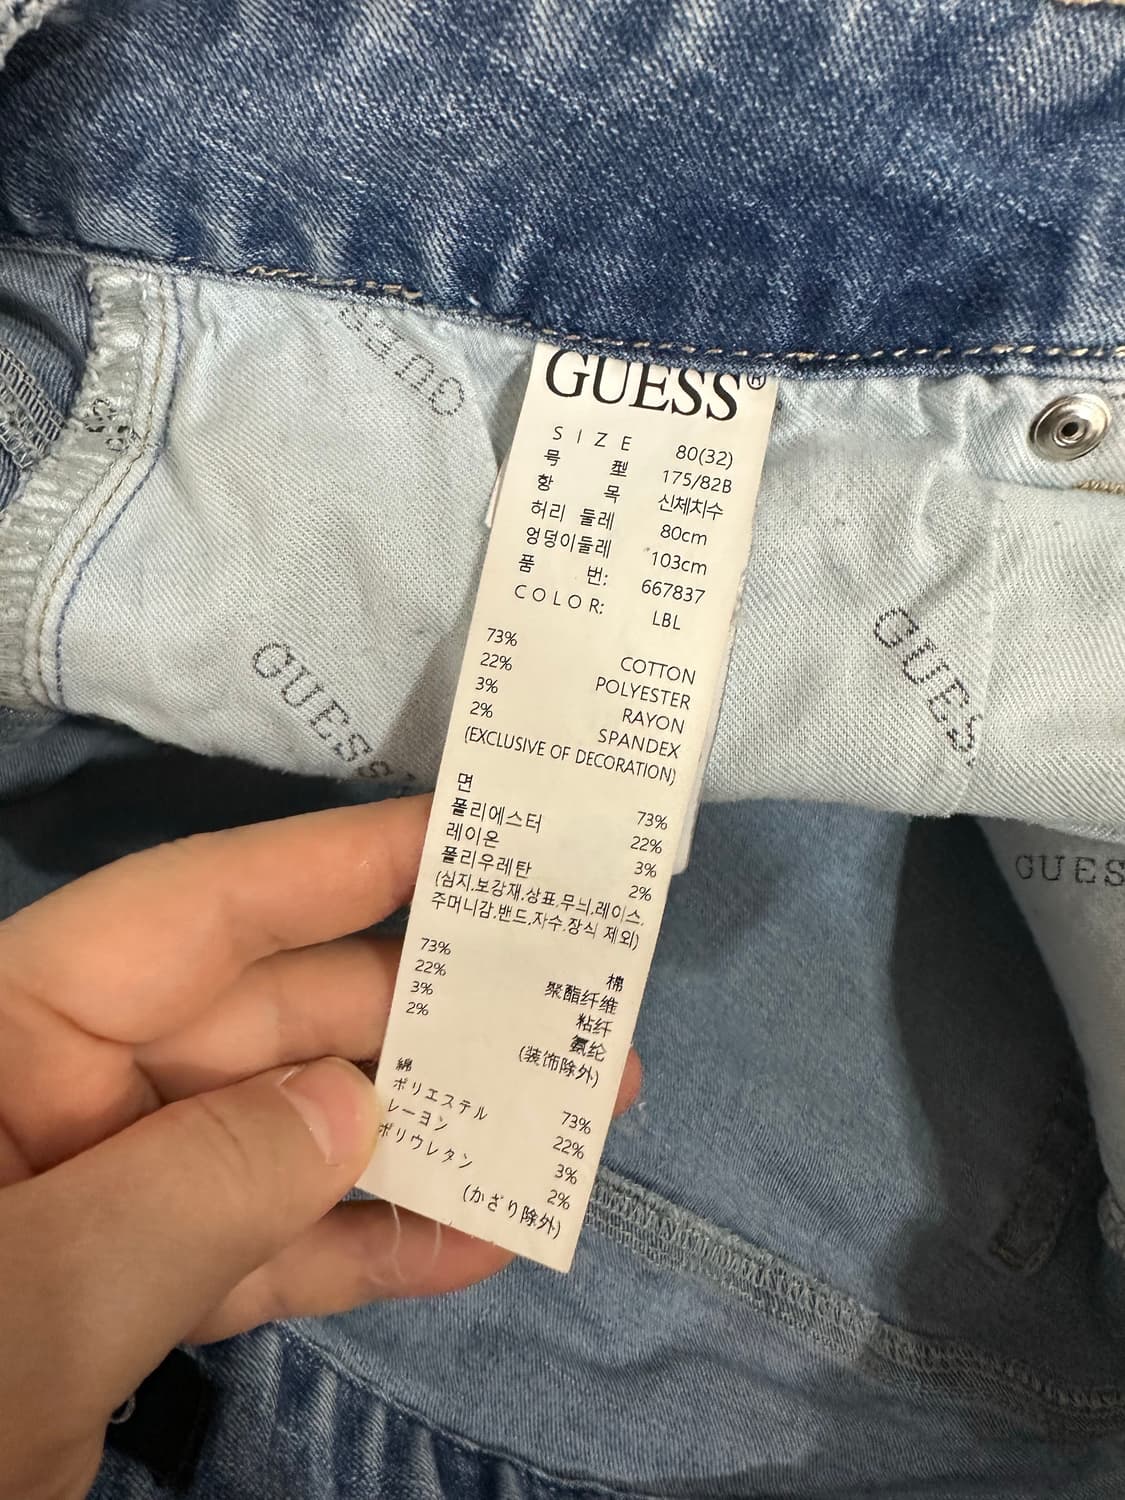 GUESS®
SIZE 80(32)
号 型 175/82B
항 목 신체치수
허리 둘레 80cm
엉덩이둘레 103cm
품 번: 667837
COLOR: LBL
73% COTTON
22% POLYESTER
3% RAYON
2% SPANDEX
(EXCLUSIVE OF DECORATION)
면 73%
폴리에스터 22%
레이온 3%
폴리우레탄 2%
(심지,보강재,상표,무늬,레이스,
주머니감,밴드,자수,장식 제외)
73% 棉
22% 聚酯纤维
3% 粘纤
2% 氨纶
(装饰除外)
綿 73%
ポリエステル 22%
レーヨン 3%
ポリウレタン 2%
(かざり除外)
GUESS
GUESS
GUES
GUES